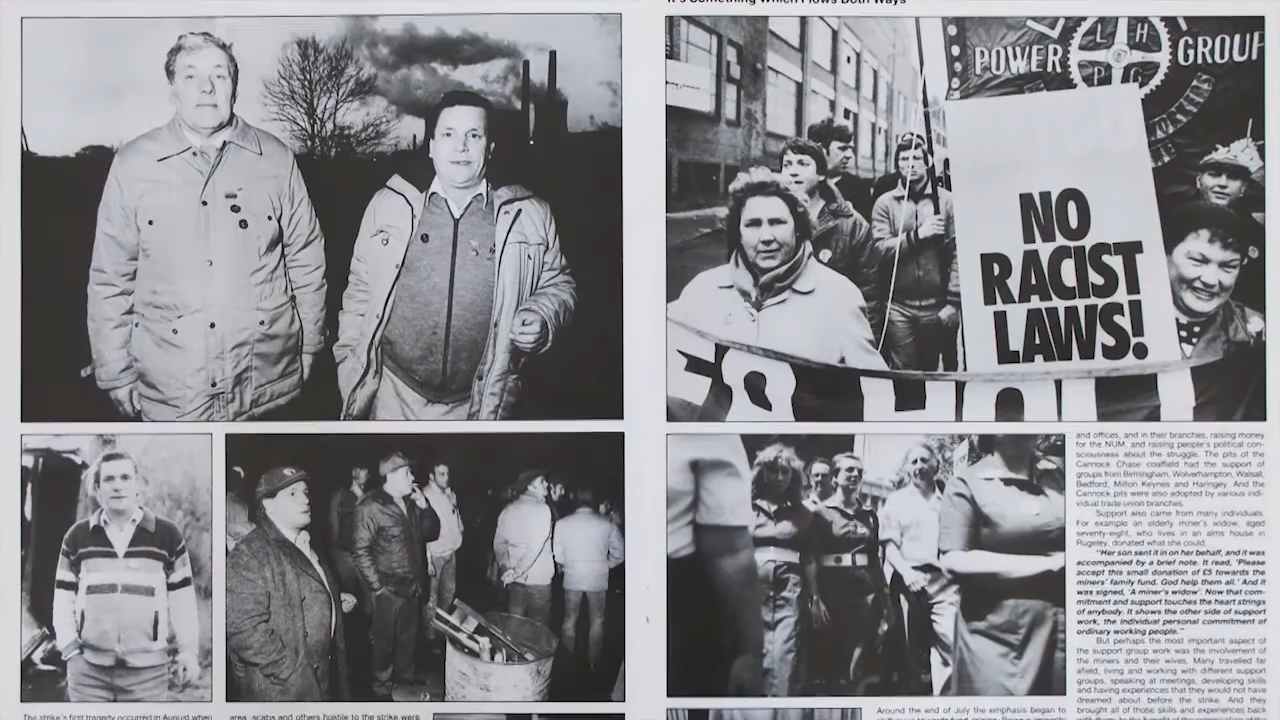 It's Something Which Flows Both Ways
POWER
GROUP
L H
P G
WORKERS
NO
RACIST
LAWS!
and offices, and in their branches, raising money
for the NUM, and raising people's political con-
sciousness about the struggle. The pits of the
Cannock Chase coalfield had the support of
groups from Bermingham, Wolverhampton, Walsall,
Bedford, Milton Keynes and Haringey. And the
Cannock pits were also adopted by various indi-
vidual trade union branches.
Support also came from many individuals.
For example an elderly miner's widow, aged
seventy-eight, who lives in an alms house in
Rugeley, donated what she could.
"Her son sent it in on her behalf, and it was
accompanied by a brief note. It read, 'Please
accept this small donation of £5 towards the
miners' family fund. God help them all.' And it
was signed, 'A miner's widow'. Now that com-
mitment and support touches the heart strings
of anybody. It shows the other side of support
work, the individual personal commitment of
ordinary working people."
But perhaps the most important aspect of
the support group work was the involvement of
the miners and their wives. Many travelled far
afield, living and working with different support
groups, speaking at meetings, developing skills
and having experiences that they would not have
dreamed about before the strike. And they
brought all of those skills and experiences back
The strike's first tragedy occurred in August when
area, scabs and others hostile to the strike were
Around the end of July the emphasis began to